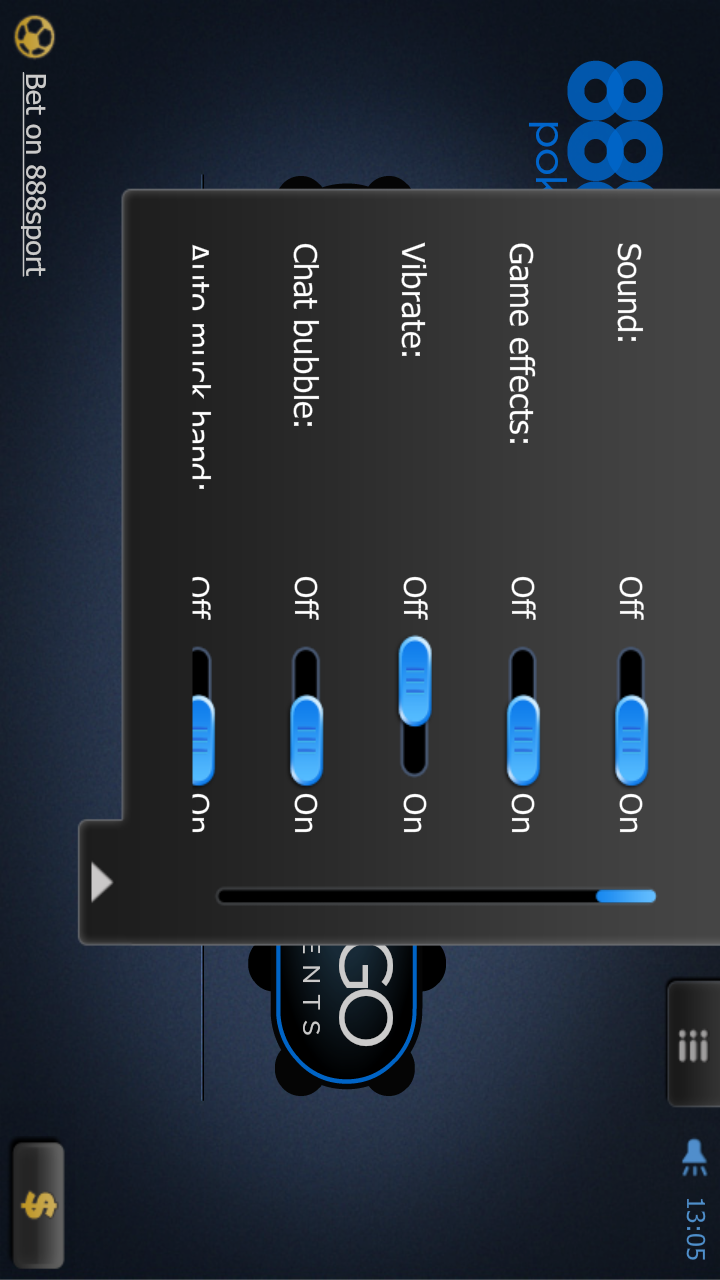 888
pok
13:05
Sound: Off On
Game effects: Off On
Vibrate: Off On
Chat bubble: Off On
Auto muck hand: Off On
GO
ENTS
Bet on 888sport
$